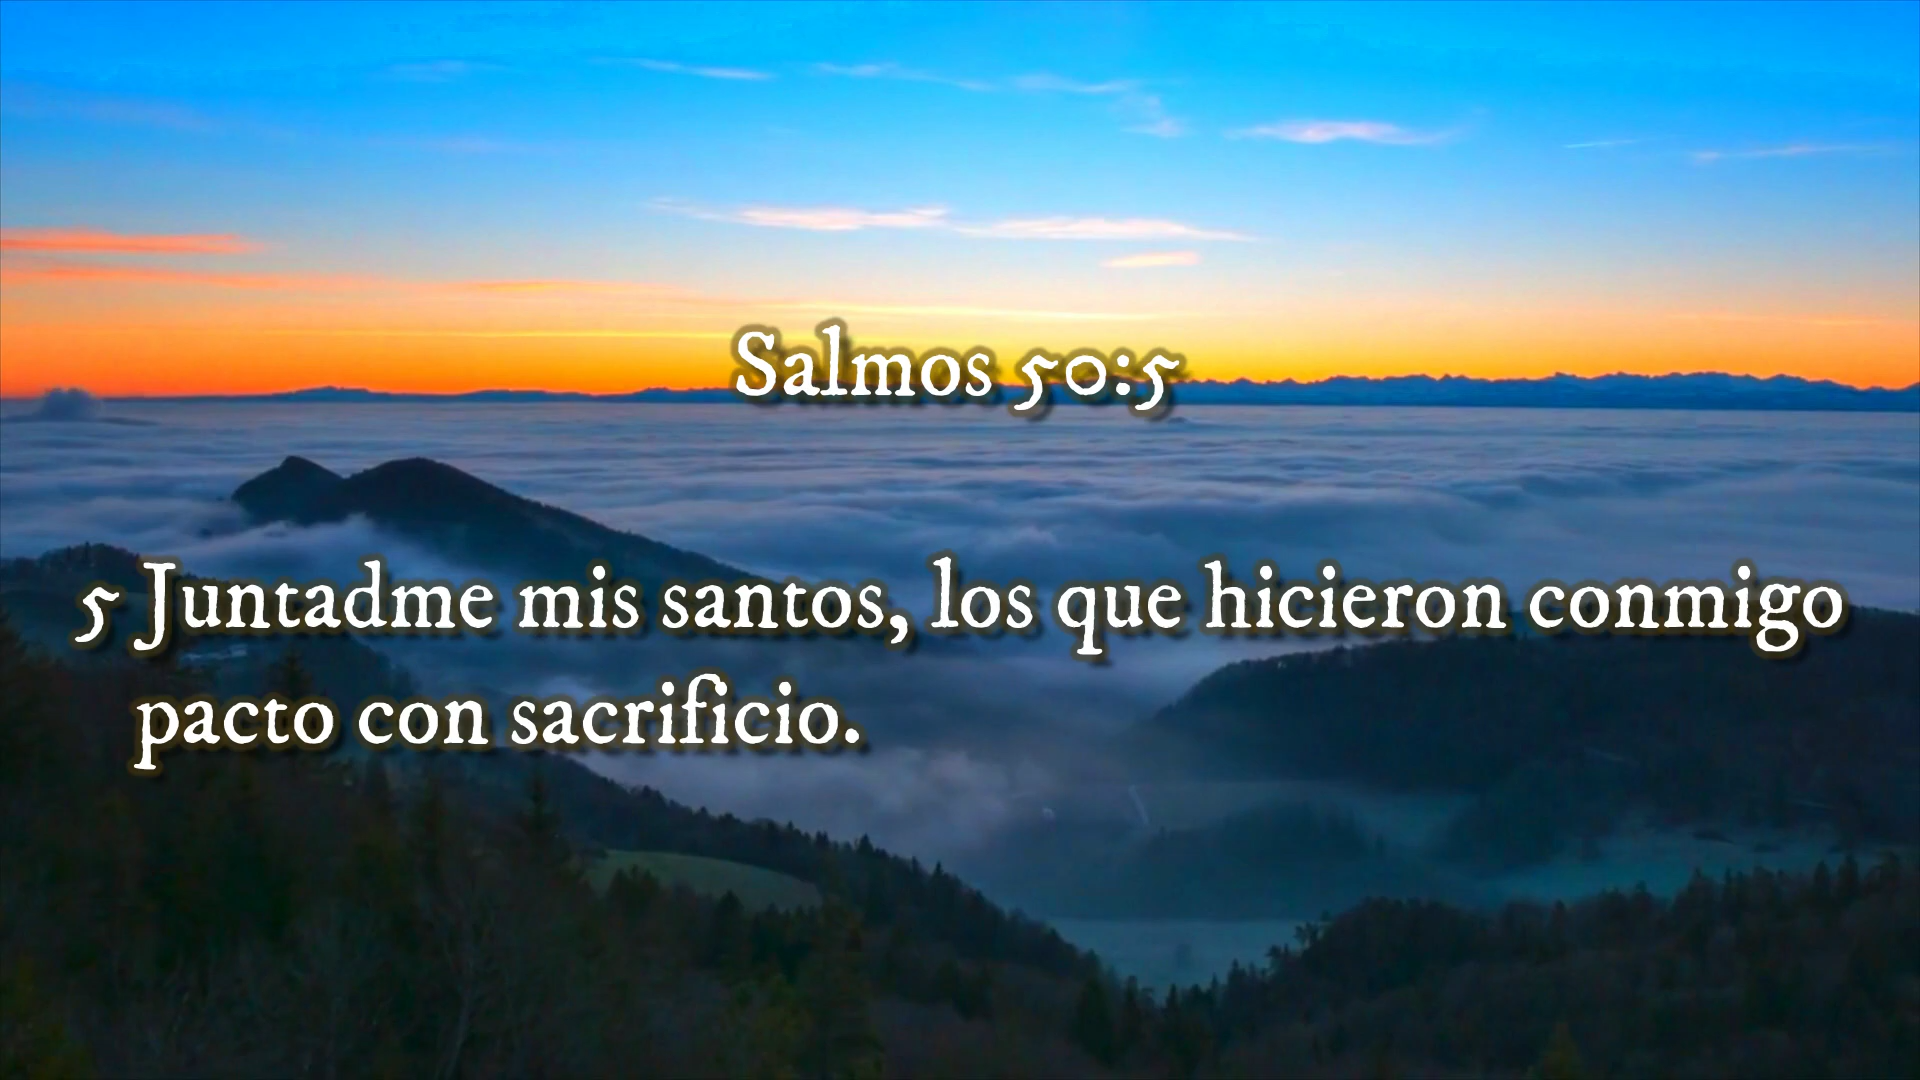 Salmos 50:5
5 Juntadme mis santos, los que hicieron conmigo
pacto con sacrificio.